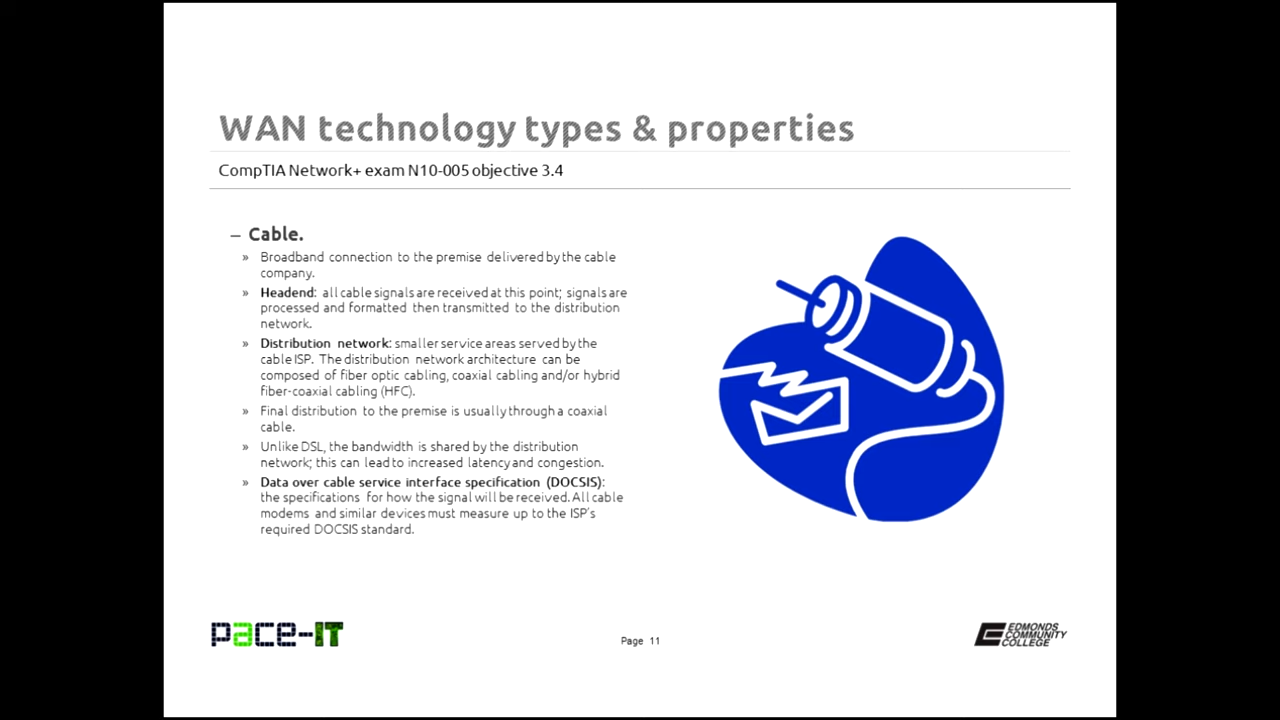 WAN technology types & properties
CompTIA Network+ exam N10-005 objective 3.4
– Cable.
» Broadband connection to the premise delivered by the cable
company.
» Headend: all cable signals are received at this point; signals are
processed and formatted then transmitted to the distribution
network.
» Distribution network: smaller service areas served by the
cable ISP. The distribution network architecture can be
composed of fiber optic cabling, coaxial cabling and/or hybrid
fiber-coaxial cabling (HFC).
» Final distribution to the premise is usually through a coaxial
cable.
» Unlike DSL, the bandwidth is shared by the distribution
network; this can lead to increased latency and congestion.
» Data over cable service interface specification (DOCSIS):
the specifications for how the signal will be received. All cable
modems and similar devices must measure up to the ISP's
required DOCSIS standard.
pace-IT
Page 11
EDMONDS
COMMUNITY
COLLEGE